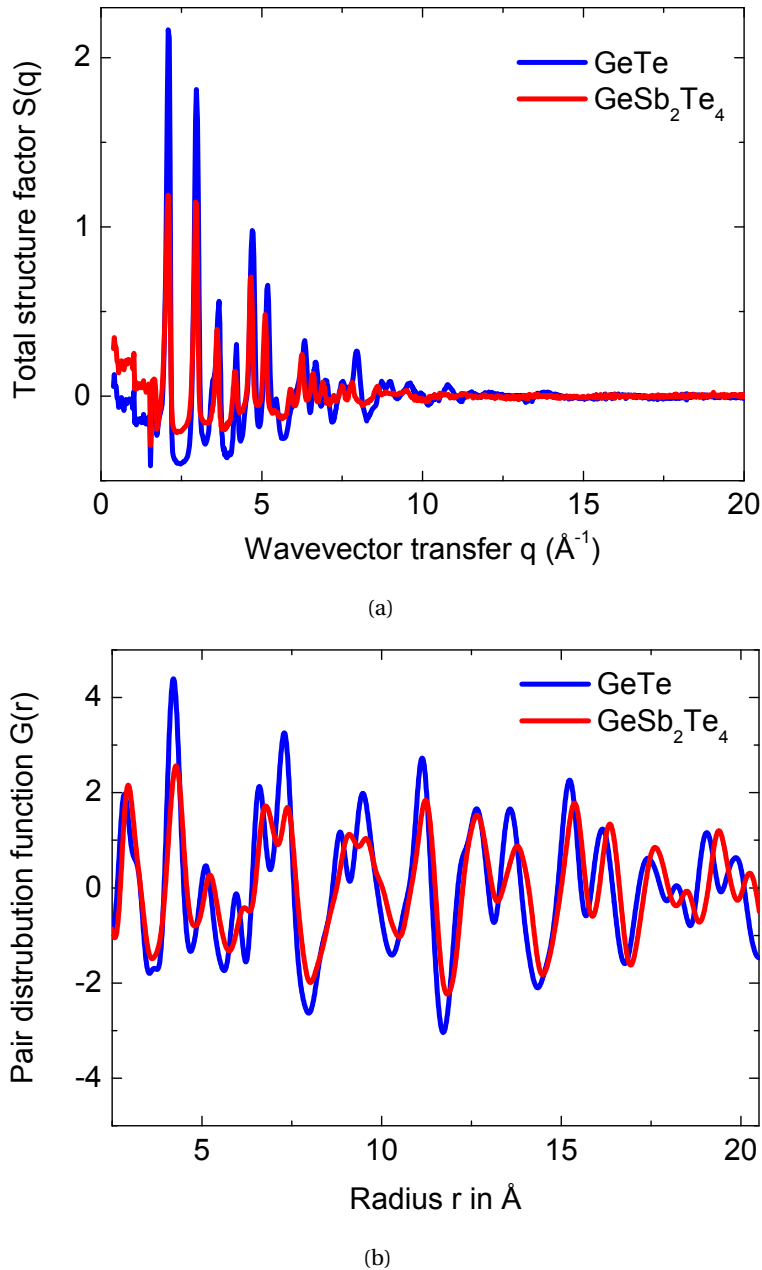 Total structure factor S(q)
2
1
0
GeTe
GeSb₂Te₄
0 5 10 15 20
Wavevector transfer q (Å⁻¹)
(a)
Pair distrubution function G(r)
4
2
0
-2
-4
GeTe
GeSb₂Te₄
5 10 15 20
Radius r in Å
(b)